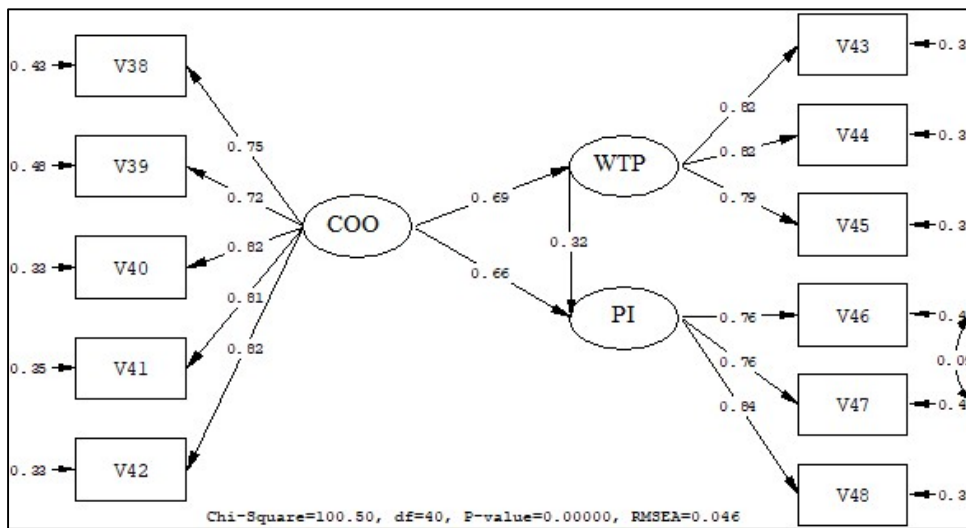 0.43
V38
0.75
0.48
V39
0.72
0.33
V40
0.82
0.35
V41
0.81
0.33
V42
0.82
COO
0.69
0.66
WTP
0.32
PI
0.82
V43
0.82
V44
0.79
V45
0.76
V46
0.76
V47
0.84
V48
Chi-Square=100.50, df=40, P-value=0.00000, RMSEA=0.046